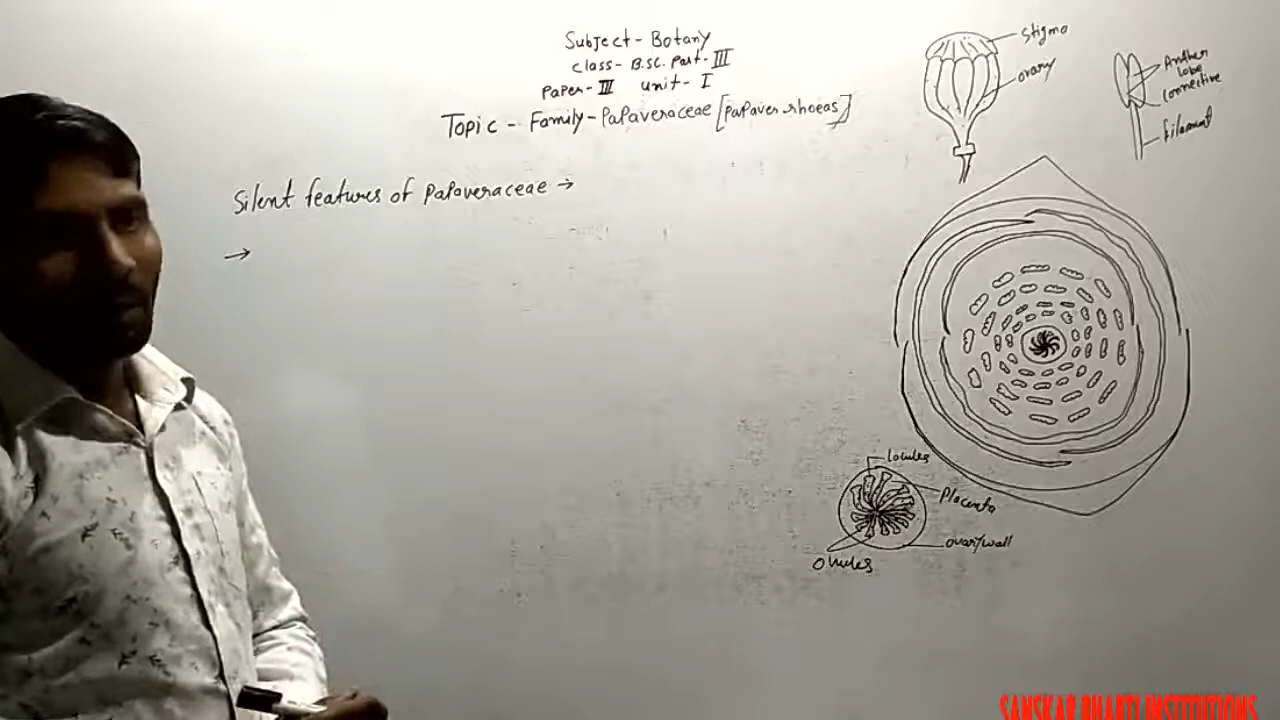 Subject - Botany
Class - B.Sc. Part - III
Paper - III Unit - I
Topic - Family - Papaveraceae [Papaver rhoeas]
Silent features of Papaveraceae →
→
Stigma
ovary
Anther
lobe
connective
filament
Locules
Placenta
ovary wall
Ovules
SANSKAR BHARTI INSTITUTIONS